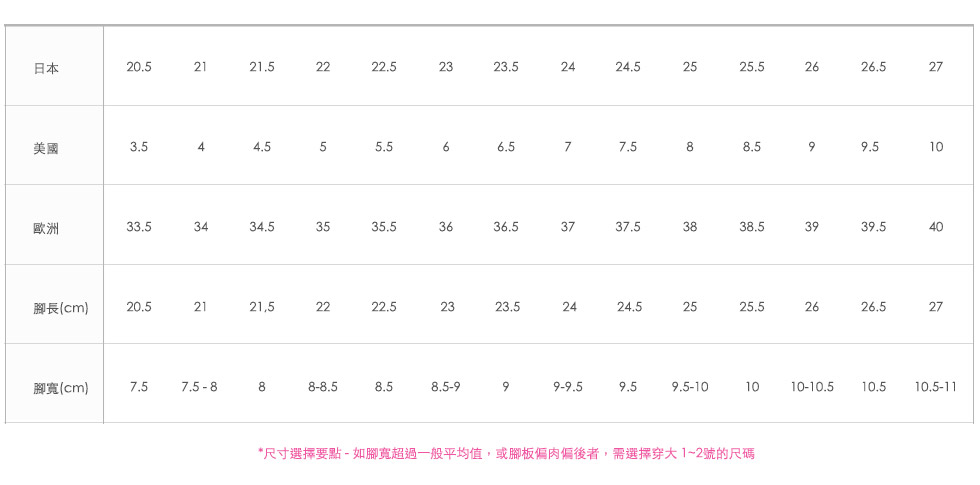 日本 20.5 21 21.5 22 22.5 23 23.5 24 24.5 25 25.5 26 26.5 27
美國 3.5 4 4.5 5 5.5 6 6.5 7 7.5 8 8.5 9 9.5 10
歐洲 33.5 34 34.5 35 35.5 36 36.5 37 37.5 38 38.5 39 39.5 40
腳長(cm) 20.5 21 21,5 22 22.5 23 23.5 24 24.5 25 25.5 26 26.5 27
腳寬(cm) 7.5 7.5 - 8 8 8-8.5 8.5 8.5-9 9 9-9.5 9.5 9.5-10 10 10-10.5 10.5 10.5-11
*尺寸選擇要點 - 如腳寬超過一般平均值，或腳板偏肉偏後者，需選擇穿大 1~2號的尺碼